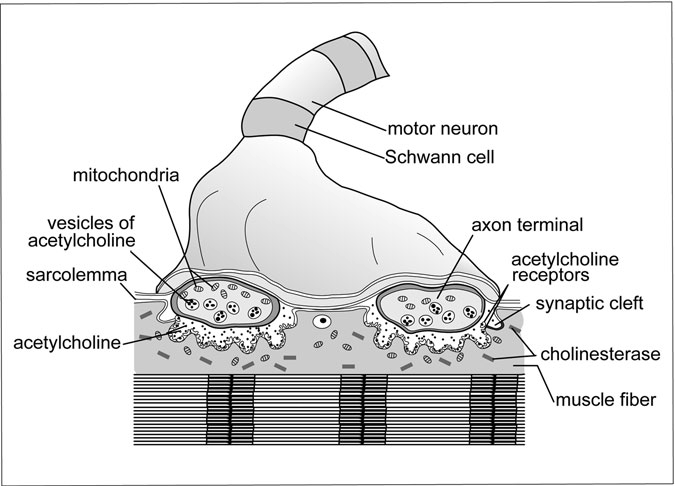 motor neuron
Schwann cell
mitochondria
vesicles of
acetylcholine
sarcolemma
acetylcholine
axon terminal
acetylcholine
receptors
synaptic cleft
cholinesterase
muscle fiber